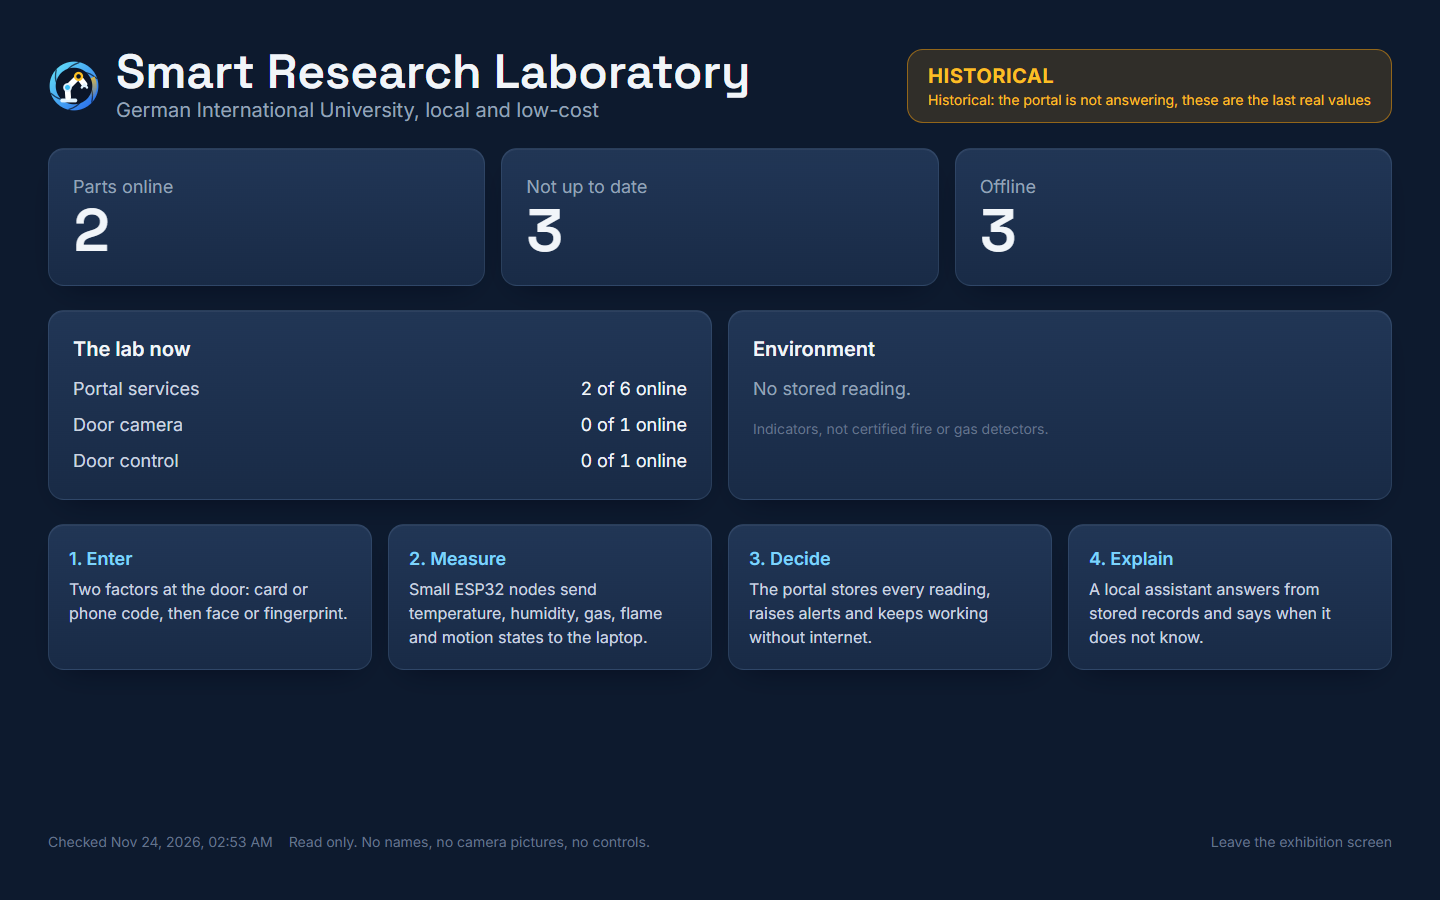 Smart Research Laboratory
German International University, local and low-cost
HISTORICAL
Historical: the portal is not answering, these are the last real values
Parts online
2
Not up to date
3
Offline
3
The lab now
Portal services 2 of 6 online
Door camera 0 of 1 online
Door control 0 of 1 online
Environment
No stored reading.
Indicators, not certified fire or gas detectors.
1. Enter
Two factors at the door: card or
phone code, then face or fingerprint.
2. Measure
Small ESP32 nodes send
temperature, humidity, gas, flame
and motion states to the laptop.
3. Decide
The portal stores every reading,
raises alerts and keeps working
without internet.
4. Explain
A local assistant answers from
stored records and says when it
does not know.
Checked Nov 24, 2026, 02:53 AM Read only. No names, no camera pictures, no controls.
Leave the exhibition screen